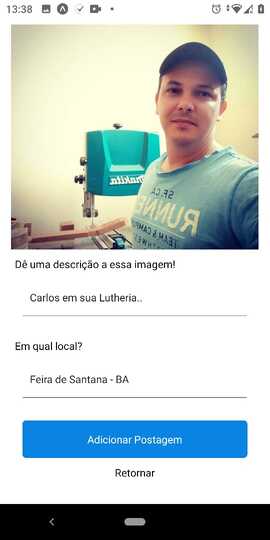 13:38
makita
SF, CA
RUNNE
TEAM & CAMP
Dê uma descrição a essa imagem!
Carlos em sua Lutheria..
Em qual local?
Feira de Santana - BA
Adicionar Postagem
Retornar